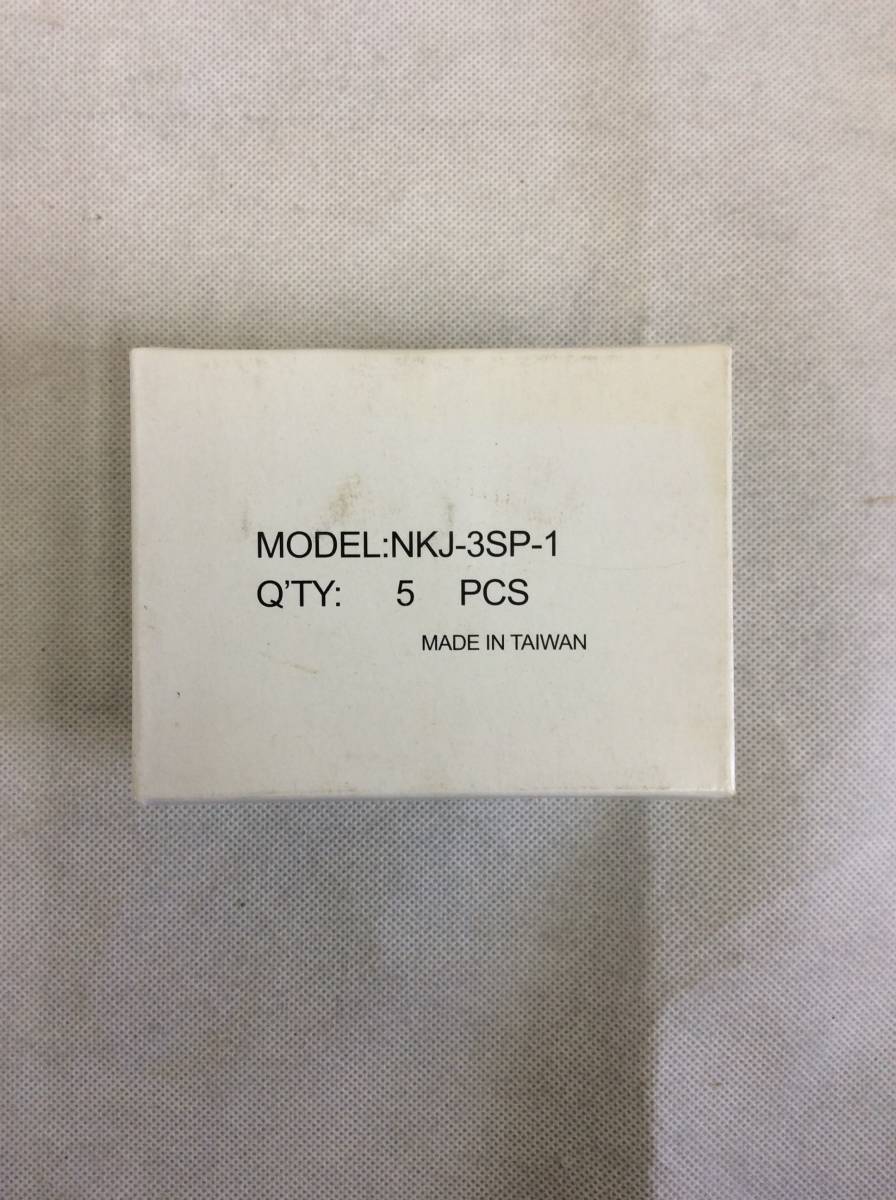 MODEL:NKJ-3SP-1
Q'TY: 5 PCS
MADE IN TAIWAN